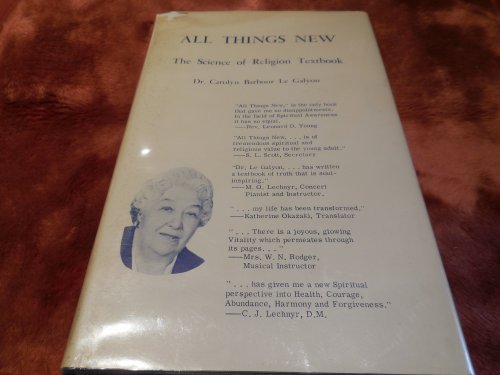 ALL THINGS NEW
The Science of Religion Textbook
Dr. Carolyn Barbour Le Galyon
"All Things New," is the only book
that gave me no disappointments.
In the field of Spiritual Awareness
it has no equal.
——Rev. Leonard D. Young
"All Things New, . . . is of
tremendous spiritual and
religious value to the young adult."
——S. L. Scott, Secretary
"Dr. Le Galyon, . . . has written
a textbook of truth that is soul-
inspiring."
——M. O. Lechnyr, Concert
Pianist and Instructor.
". . . my life has been transformed."
——Katherine Okazaki, Translator
". . . There is a joyous, glowing
Vitality which permeates through
its pages. . ."
——Mrs. W. N. Rodger,
Musical Instructor
". . . has given me a new Spiritual
perspective into Health, Courage,
Abundance, Harmony and Forgiveness."
——C. J. Lechnyr, D.M.